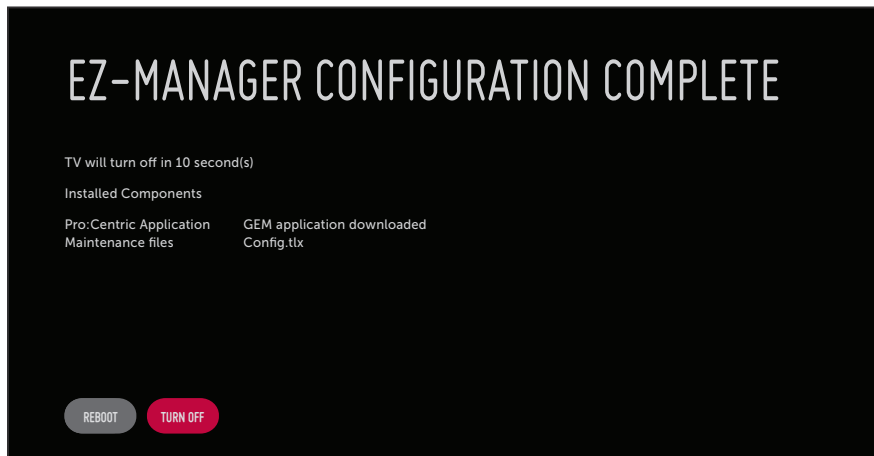 EZ-MANAGER CONFIGURATION COMPLETE
TV will turn off in 10 second(s)
Installed Components
Pro:Centric Application GEM application downloaded
Maintenance files Config.tlx
REBOOT TURN OFF